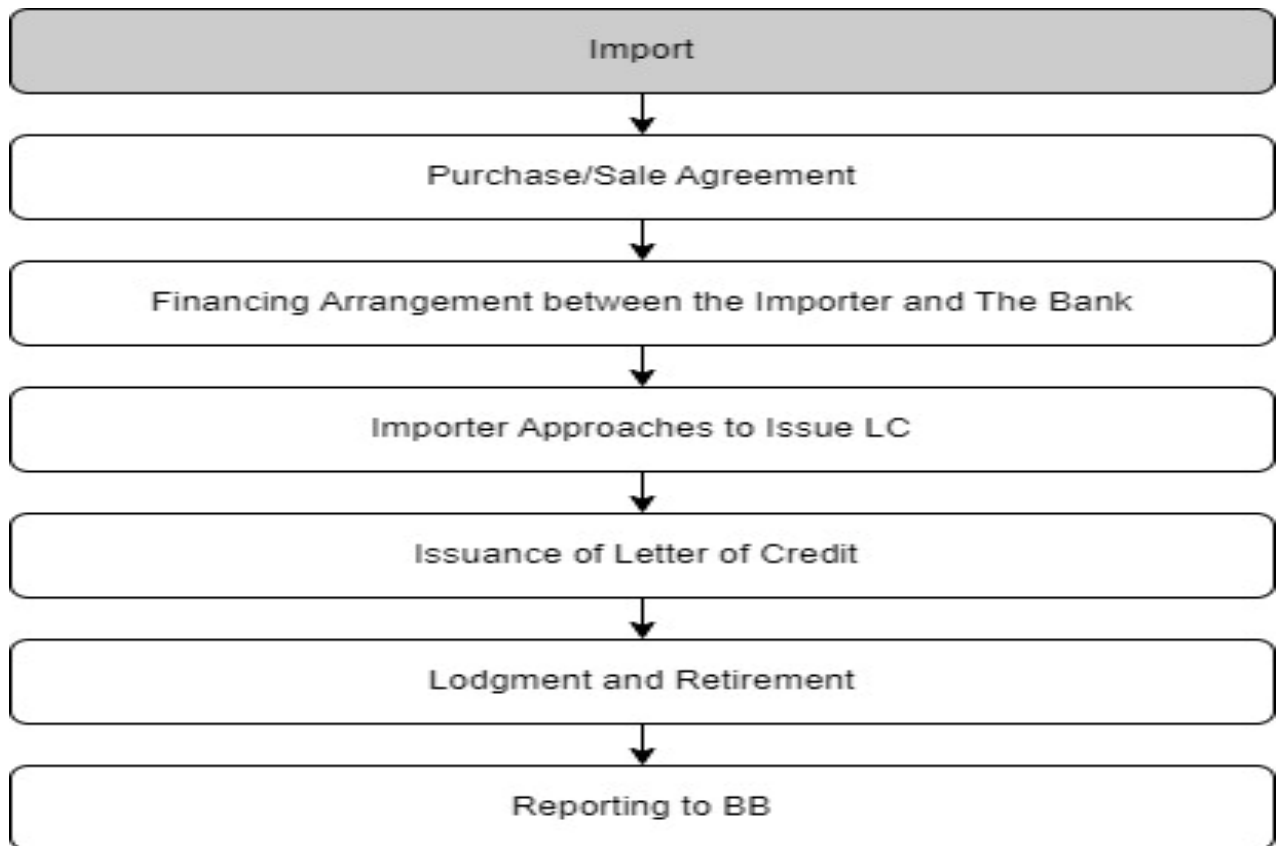 Import
Purchase/Sale Agreement
Financing Arrangement between the Importer and The Bank
Importer Approaches to Issue LC
Issuance of Letter of Credit
Lodgment and Retirement
Reporting to BB